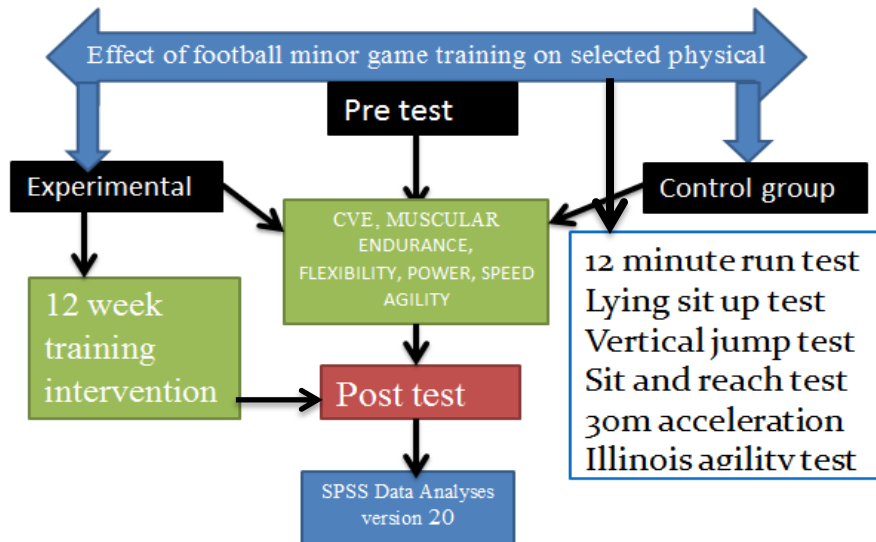 Effect of football minor game training on selected physical
Pre test
Experimental
Control group
CVE, MUSCULAR
ENDURANCE,
FLEXIBILITY, POWER, SPEED
AGILITY
12 minute run test
Lying sit up test
Vertical jump test
Sit and reach test
30m acceleration
Illinois agility test
12 week
training
intervention
Post test
SPSS Data Analyses
version 20